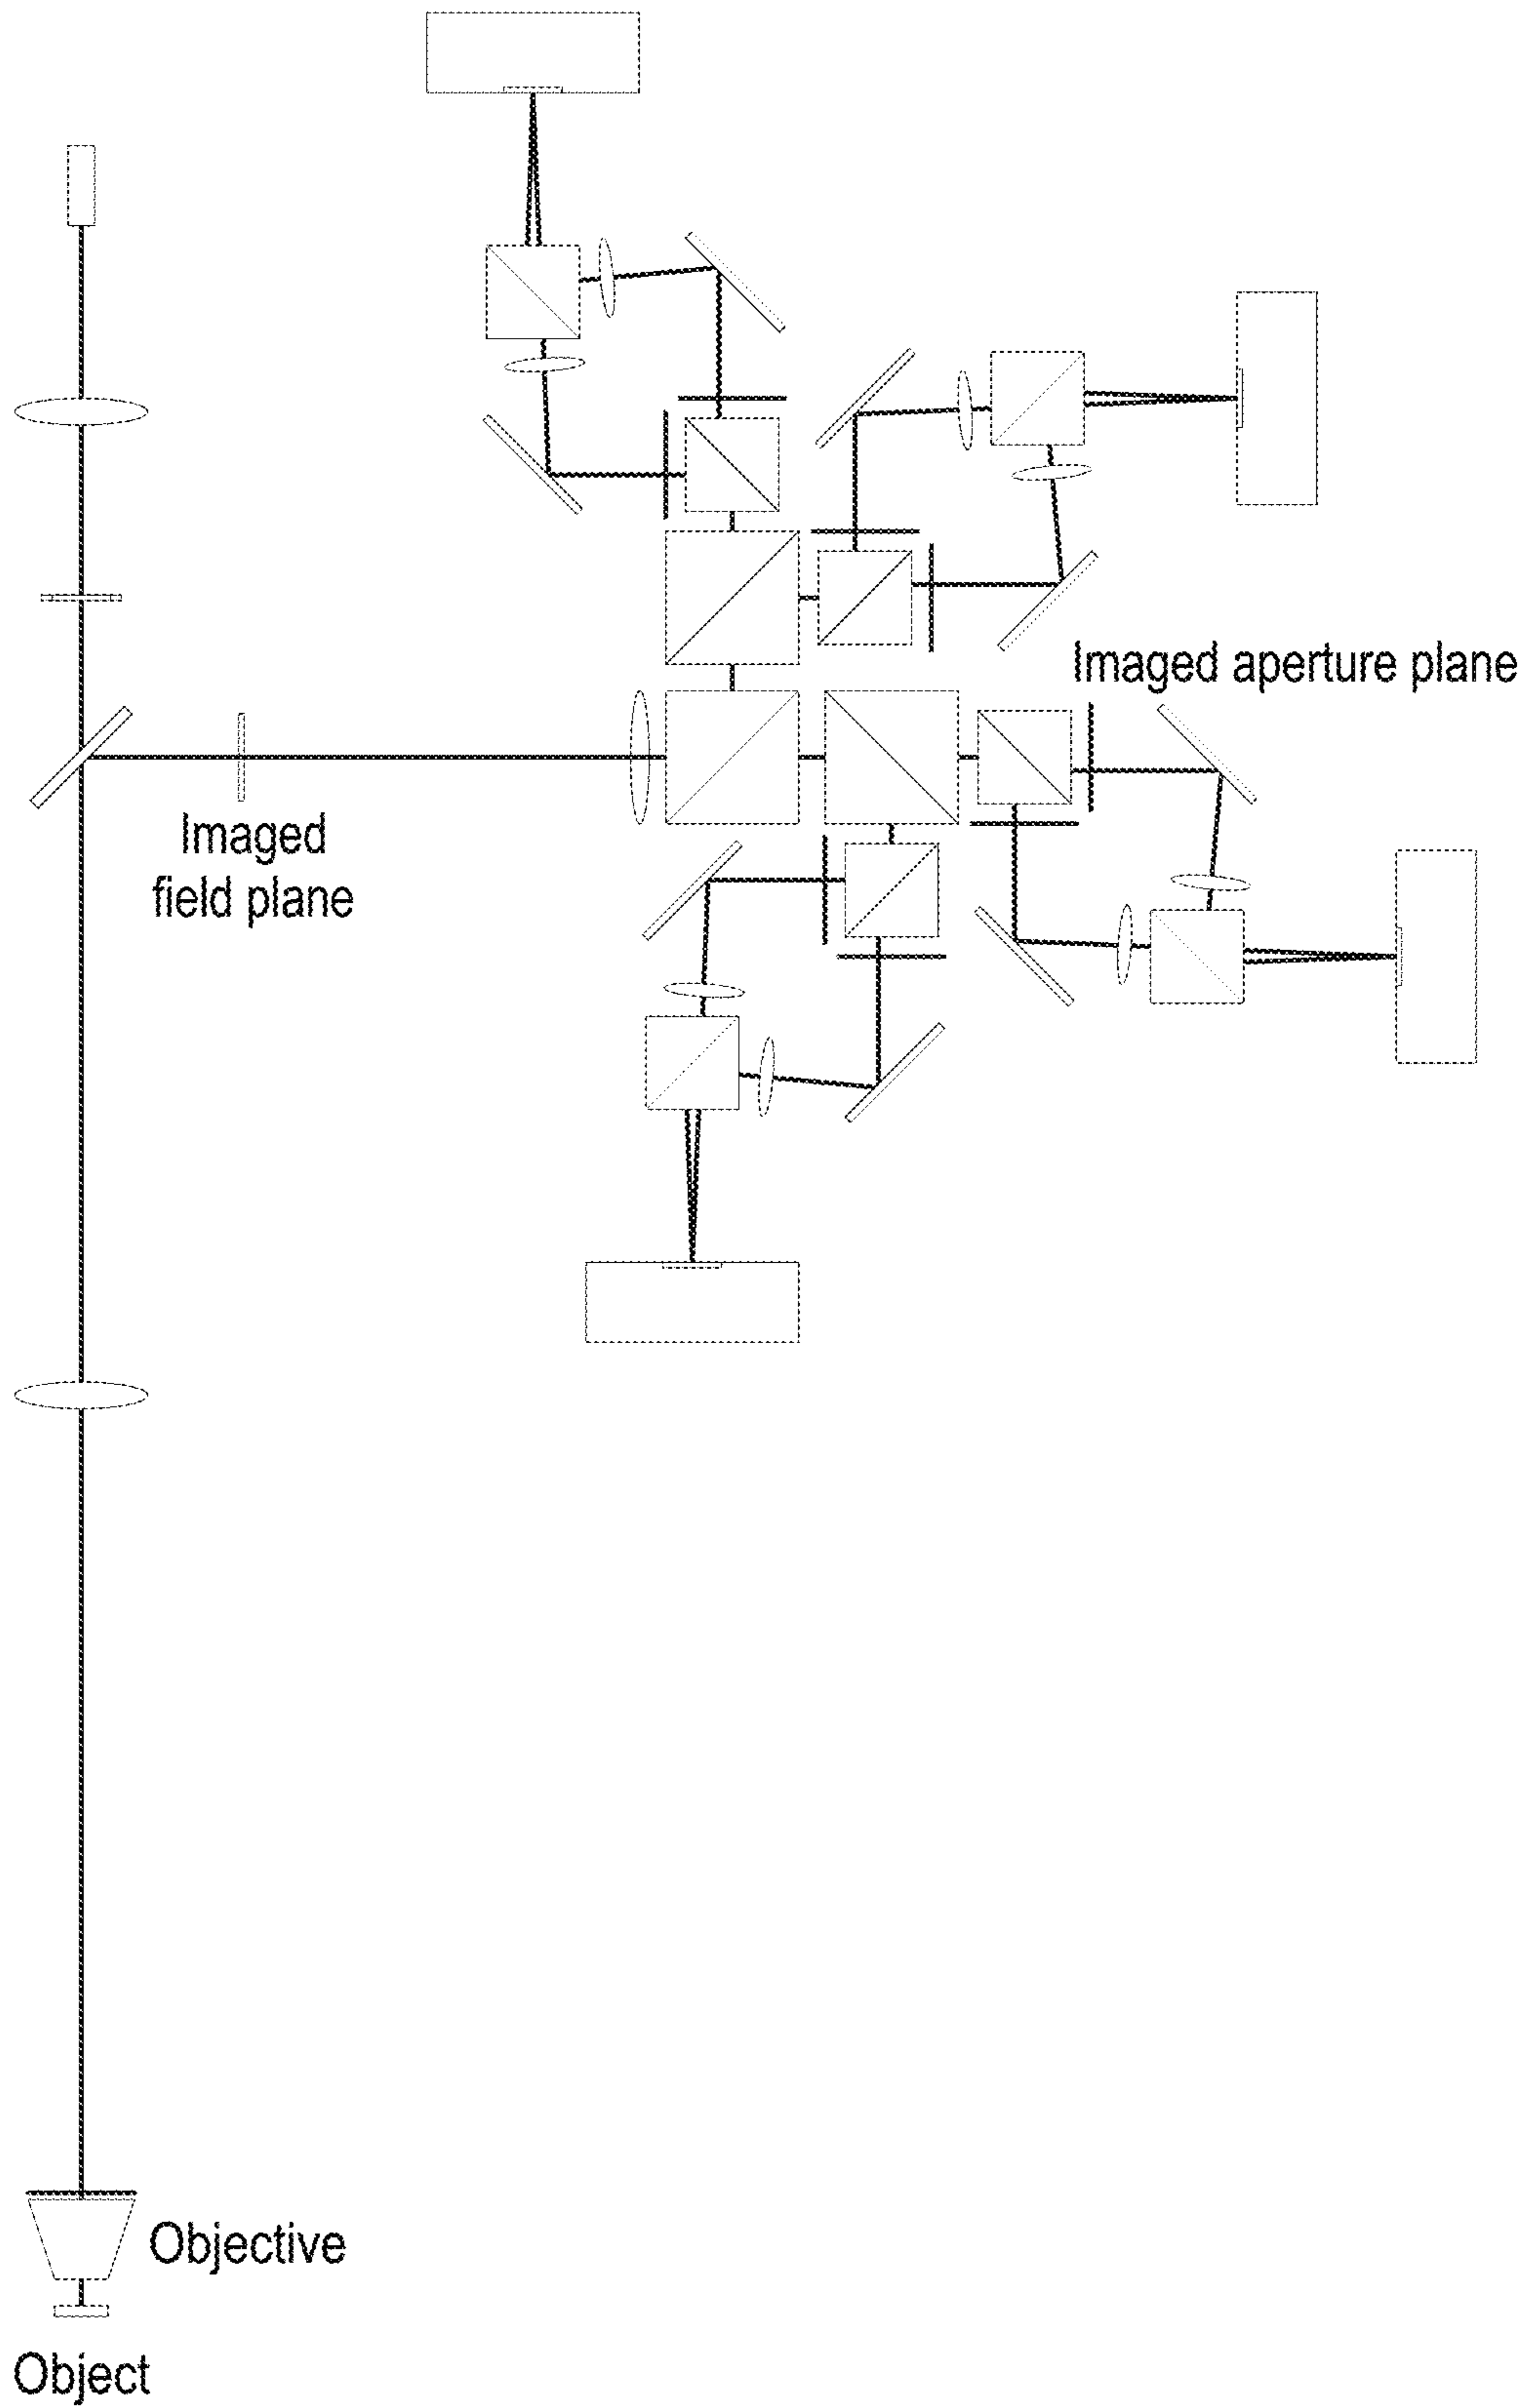 Imaged aperture plane
Imaged
field plane
Objective
Object